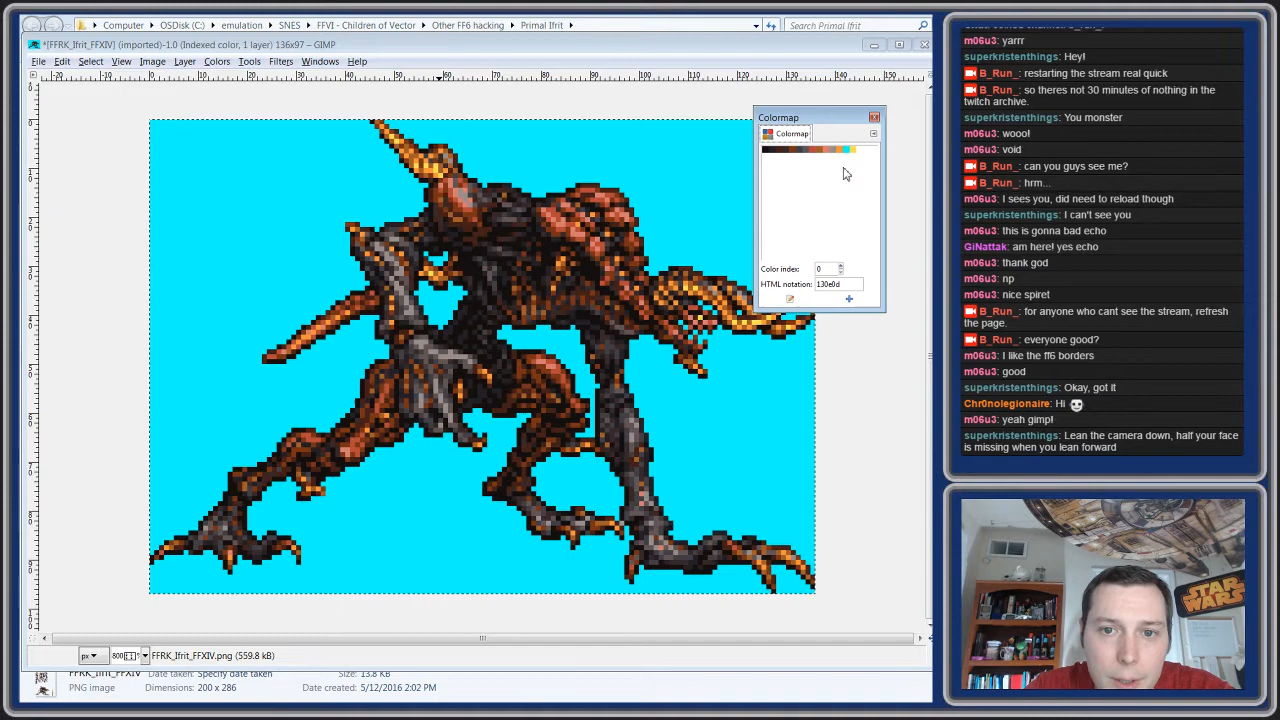 Computer OSDisk (C:) emulation SNES FFVI - Children of Vector Other FF6 hacking Primal Ifrit
Search Primal Ifrit
*[FFRK_Ifrit_FFXIV] (imported)-1.0 (Indexed color, 1 layer) 135x97 – GIMP
File Edit Select View Image Layer Colors Tools Filters Windows Help
Colormap
Colormap
Color index: 0
HTML notation: 130e0d
px 800 FFRK_Ifrit_FFXIV.png (559.8 kB)
FFRK_Ifrit_FFXIV Date taken: Specify date taken Size: 13.8 KB
PNG image Dimensions: 200 x 286 Date created: 5/12/2016 2:02 PM
m06u3: yarrr
superkristenthings: Hey!
B_Run_: restarting the stream real quick
B_Run_: so theres not 30 minutes of nothing in the
twitch archive.
superkristenthings: You monster
m06u3: wooo!
m06u3: void
B_Run_: can you guys see me?
B_Run_: hrm...
m06u3: I sees you, did need to reload though
superkristenthings: I can't see you
m06u3: this is gonna bad echo
GiNattak: am here! yes echo
m06u3: thank god
m06u3: np
m06u3: nice spiret
B_Run_: for anyone who cant see the stream, refresh
the page.
B_Run_: everyone good?
m06u3: I like the ff6 borders
m06u3: good
superkristenthings: Okay, got it
Chr0nolegionaire: Hi
m06u3: yeah gimp!
superkristenthings: Lean the camera down, half your face
is missing when you lean forward
STAR
WARS